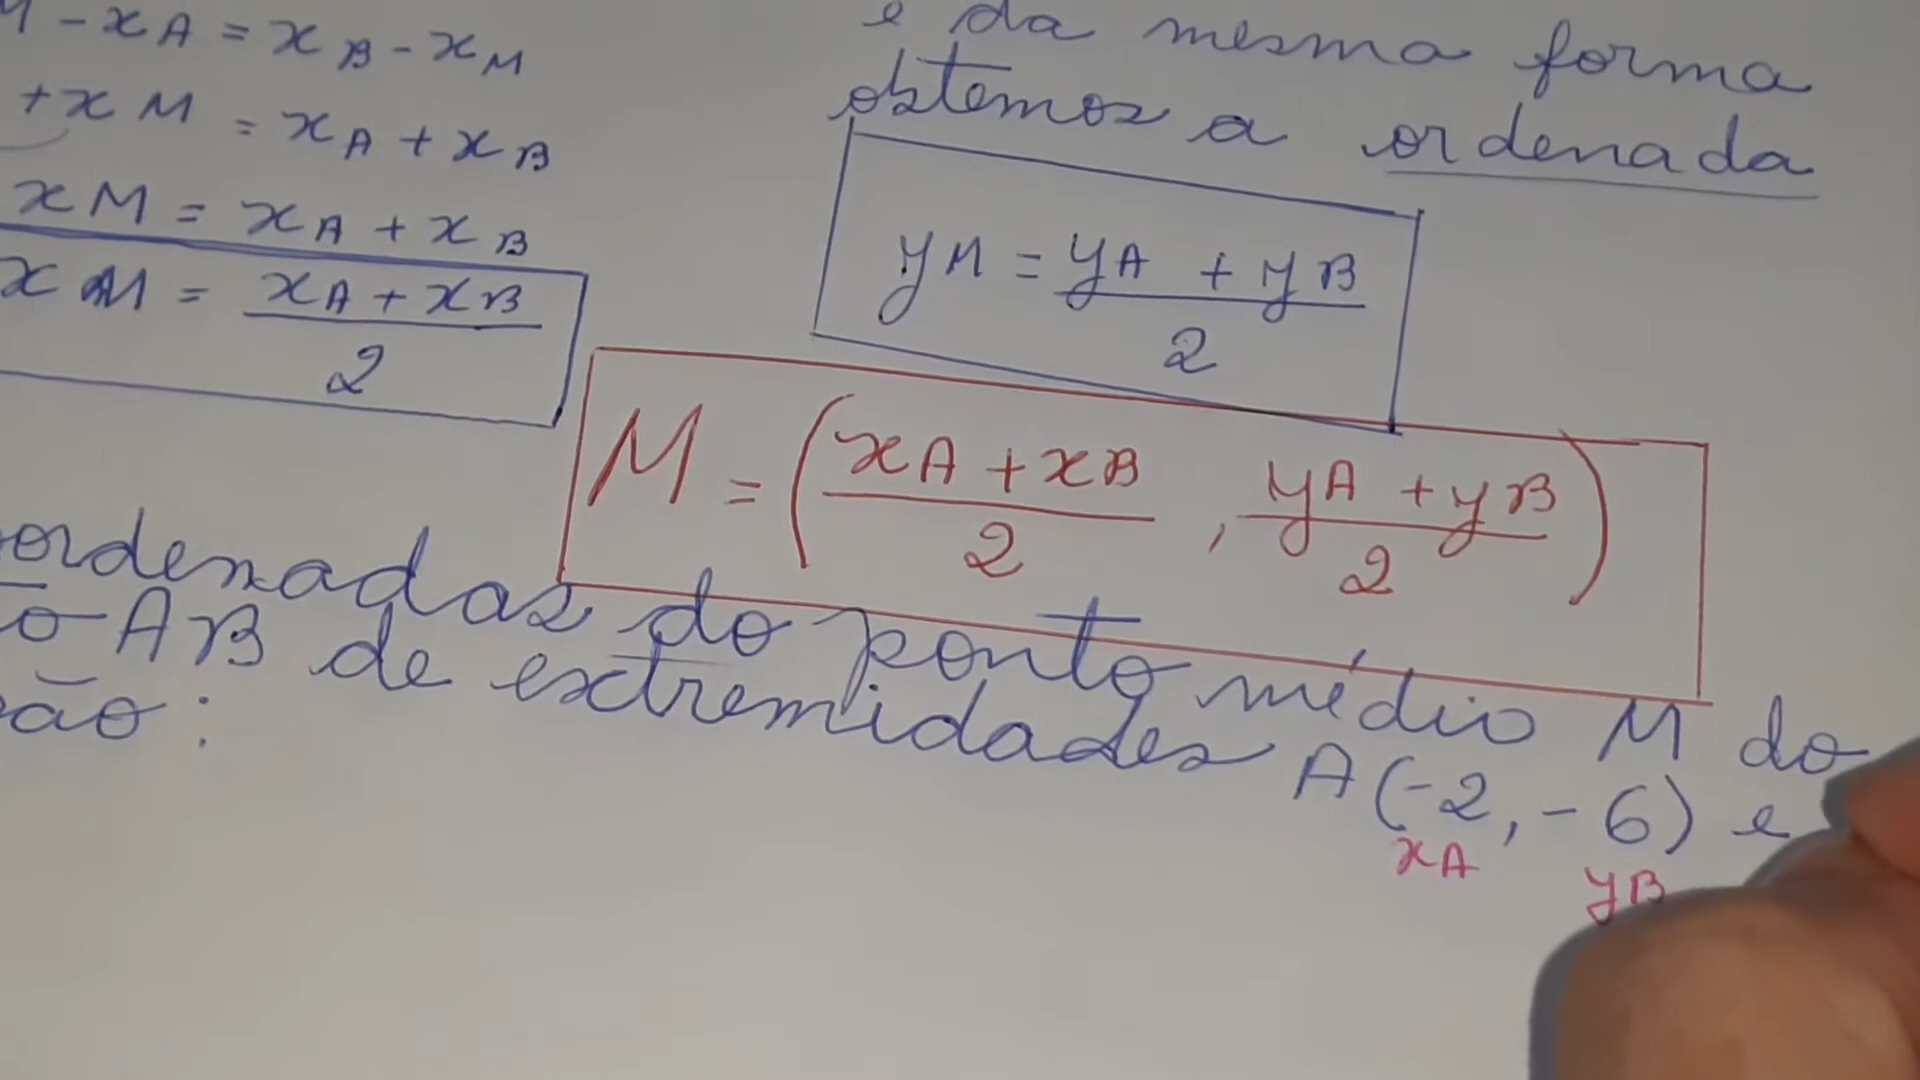 M - xA = xB - xM
+ xM = xA + xB
xM = xA + xB
xM = xA + xB
2
e da mesma forma
obtemos a ordenada
yM = yA + yB
2
M = (xA + xB , yA + yB)
2 2
ordenadas do ponto médio M do
AB de extremidades A(-2, -6) e
ão:
xA yB